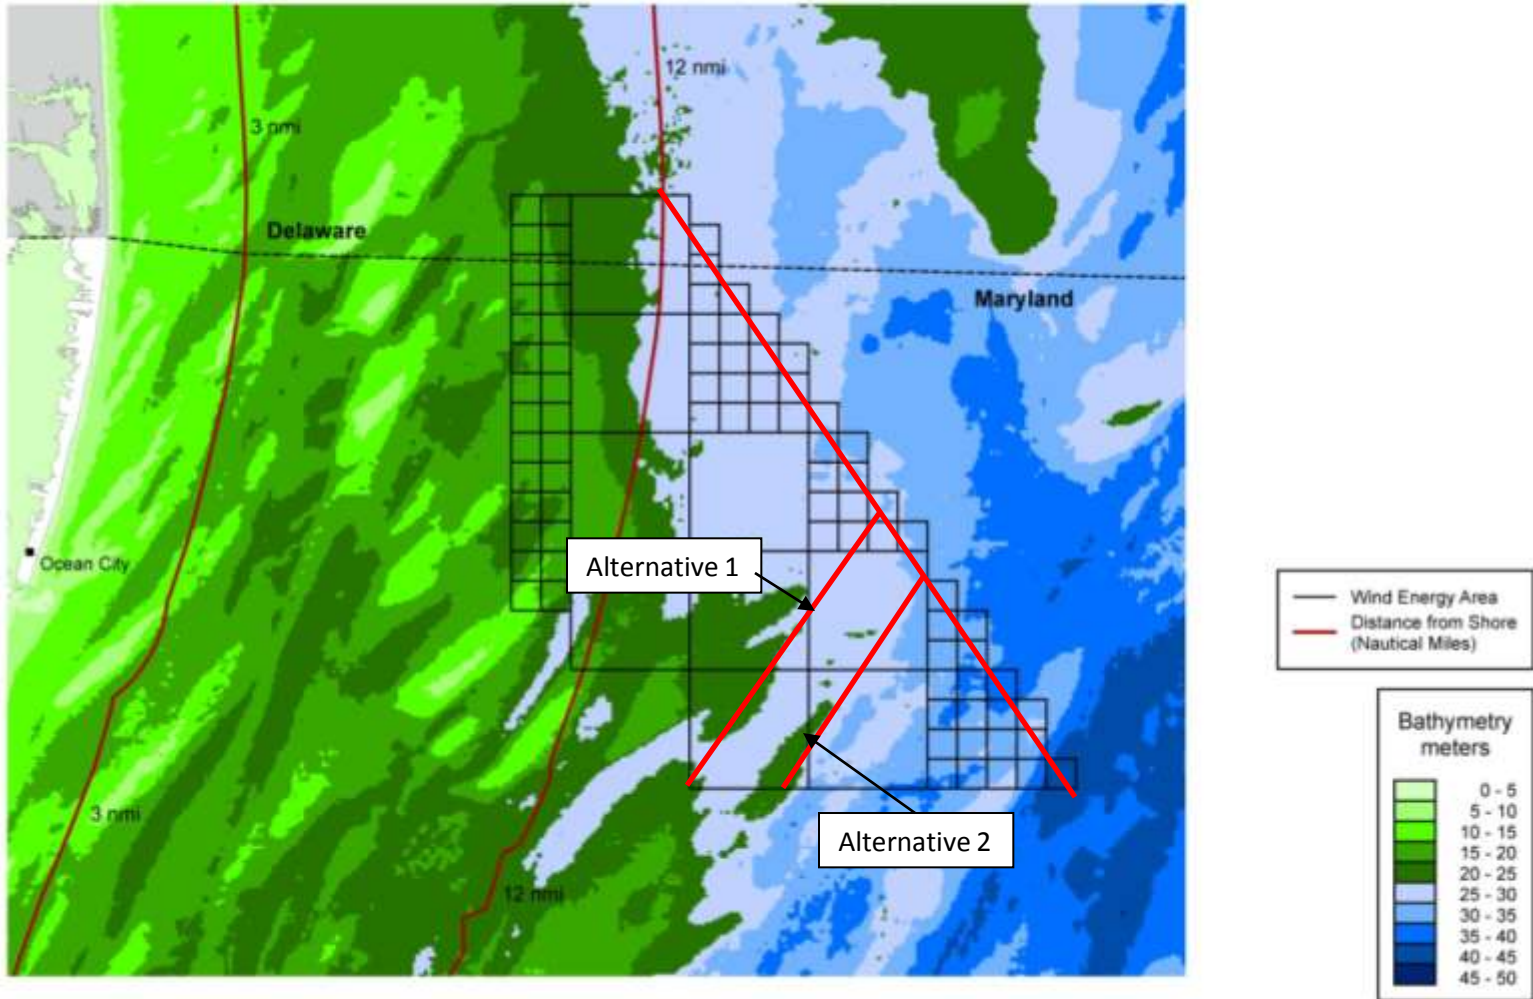 12 nmi
3 nmi
Delaware
Maryland
Ocean City
Alternative 1
Wind Energy Area
Distance from Shore
(Nautical Miles)
3 nmi
Alternative 2
12 nmi
Bathymetry
meters
0 - 5
5 - 10
10 - 15
15 - 20
20 - 25
25 - 30
30 - 35
35 - 40
40 - 45
45 - 50